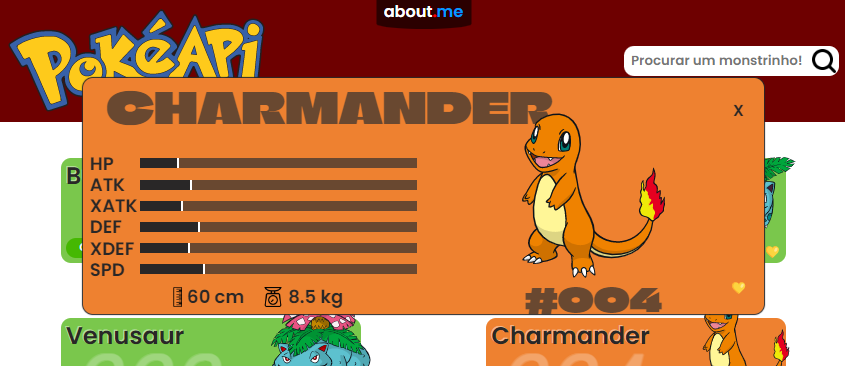 about.me
PokéApi
Procurar um monstrinho!
CHARMANDER
X
HP
ATK
XATK
DEF
XDEF
SPD
60 cm 8.5 kg
#004
B
Venusaur
Charmander
004